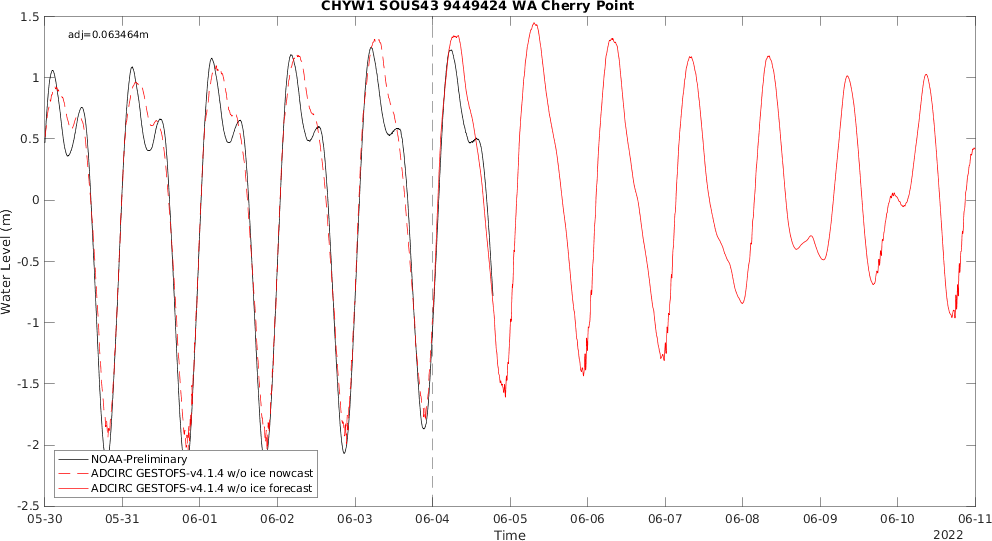 CHYW1 SOUS43 9449424 WA Cherry Point
adj=0.063464m
1.5
1
0.5
0
-0.5
-1
-1.5
-2
-2.5
Water Level (m)
NOAA-Preliminary
ADCIRC GESTOFS-v4.1.4 w/o ice nowcast
ADCIRC GESTOFS-v4.1.4 w/o ice forecast
05-30 05-31 06-01 06-02 06-03 06-04 06-05 06-06 06-07 06-08 06-09 06-10 06-11
Time
2022